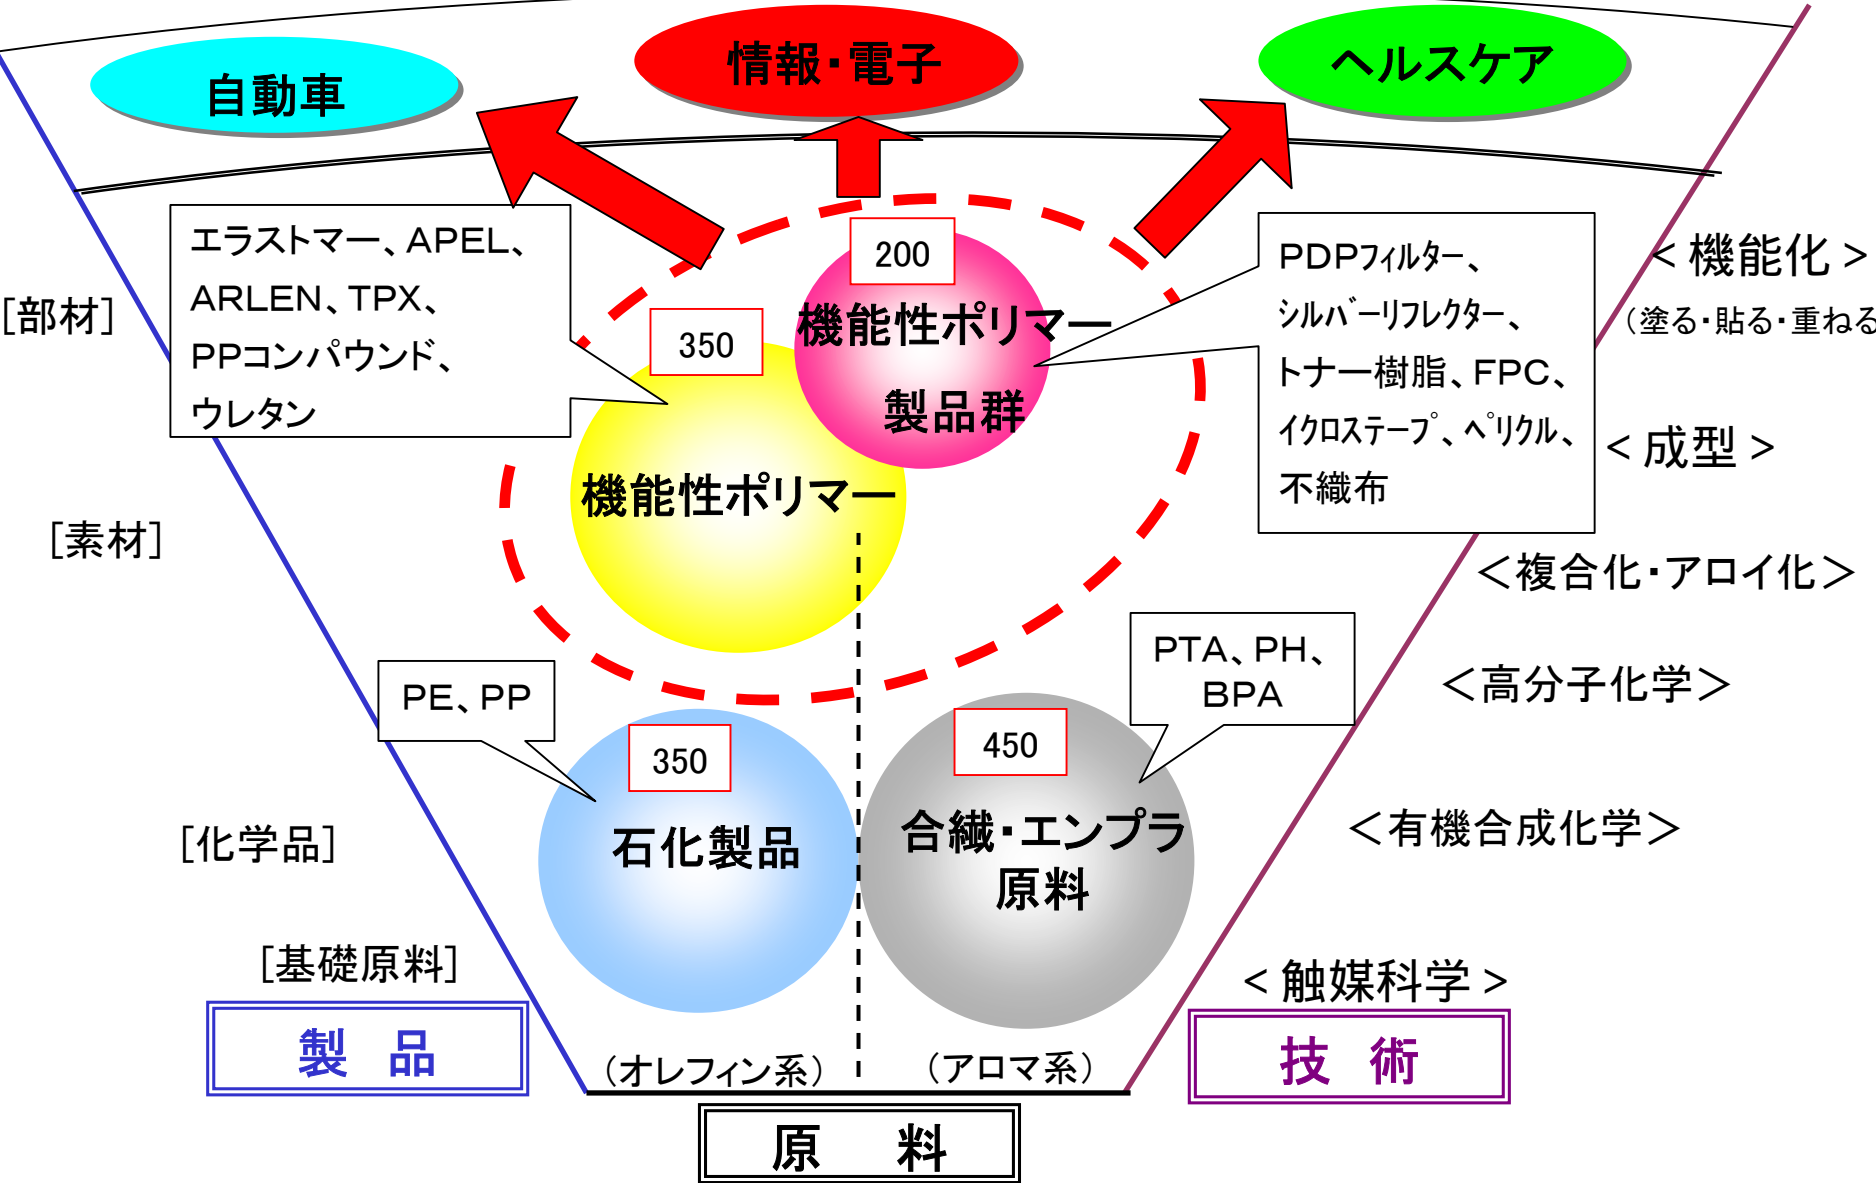 自動車
情報・電子
ヘルスケア
エラストマー、APEL、
ARLEN、TPX、
PPコンパウンド、
ウレタン
200
機能性ポリマー
製品群
350
機能性ポリマー
PDPフィルター、
シルバーリフレクター、
トナー樹脂、FPC、
イクロステープ、ペリクル、
不織布
[部材]
[素材]
[化学品]
[基礎原料]
<機能化>
(塗る・貼る・重ねる
<成型>
<複合化・アロイ化>
<高分子化学>
<有機合成化学>
<触媒科学>
PE、PP
350
石化製品
PTA、PH、
BPA
450
合繊・エンプラ
原料
(オレフィン系)
(アロマ系)
製 品
技 術
原 料